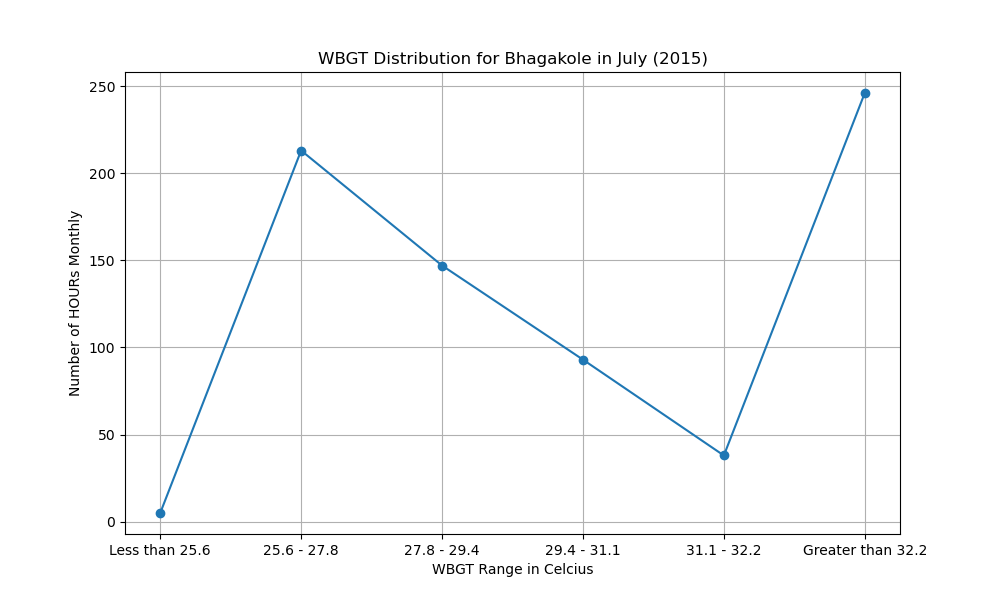 WBGT Distribution for Bhagakole in July (2015)
Number of HOURs Monthly
250
200
150
100
50
0
Less than 25.6
25.6 - 27.8
27.8 - 29.4
29.4 - 31.1
31.1 - 32.2
Greater than 32.2
WBGT Range in Celcius